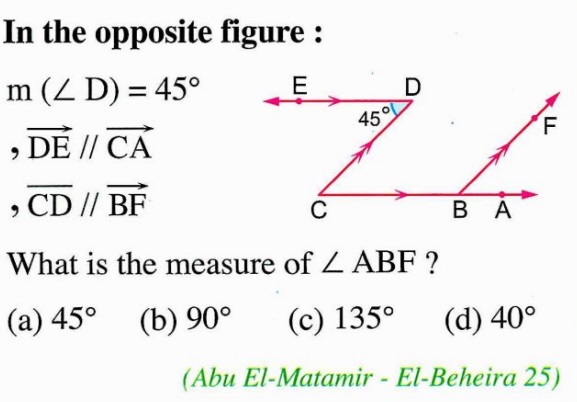 In the opposite figure :
m (∠ D) = 45°
, DE // CA
, CD // BF
E D
45°
F
C B A
What is the measure of ∠ ABF ?
(a) 45° (b) 90° (c) 135° (d) 40°
(Abu El-Matamir - El-Beheira 25)